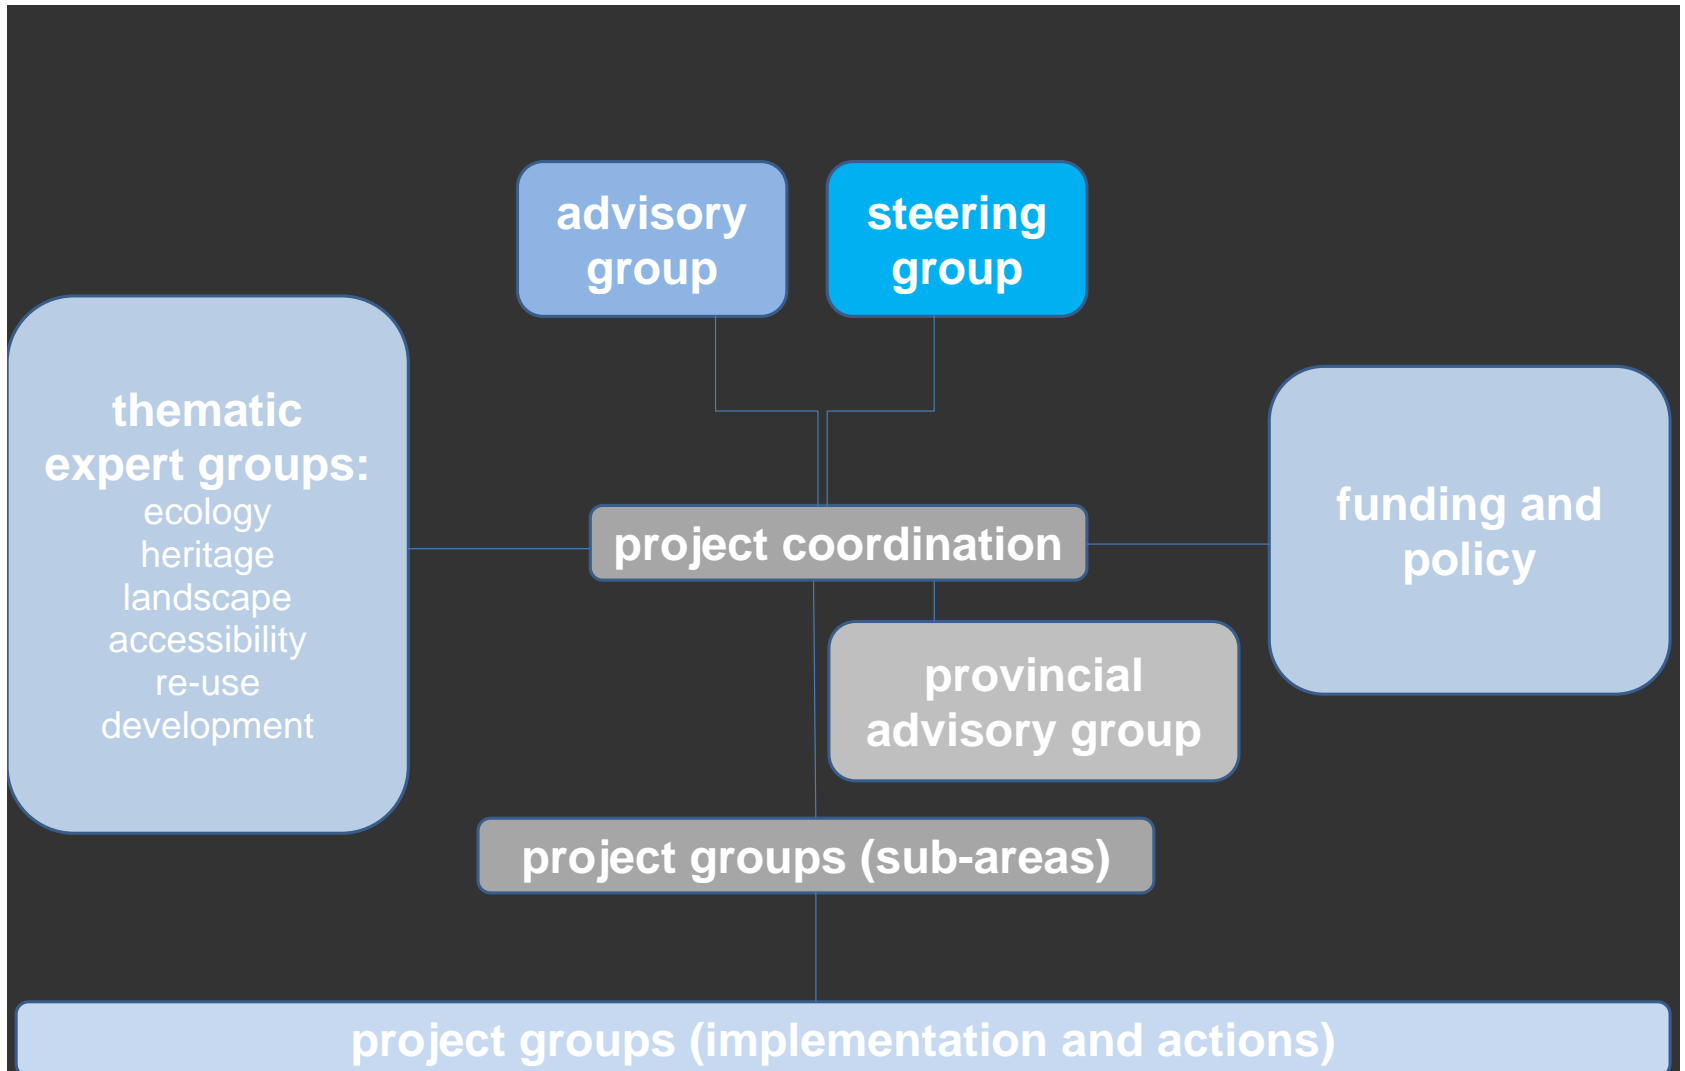 advisory
group
steering
group
thematic
expert groups:
ecology
heritage
landscape
accessibility
re-use
development
project coordination
funding and
policy
provincial
advisory group
project groups (sub-areas)
project groups (implementation and actions)